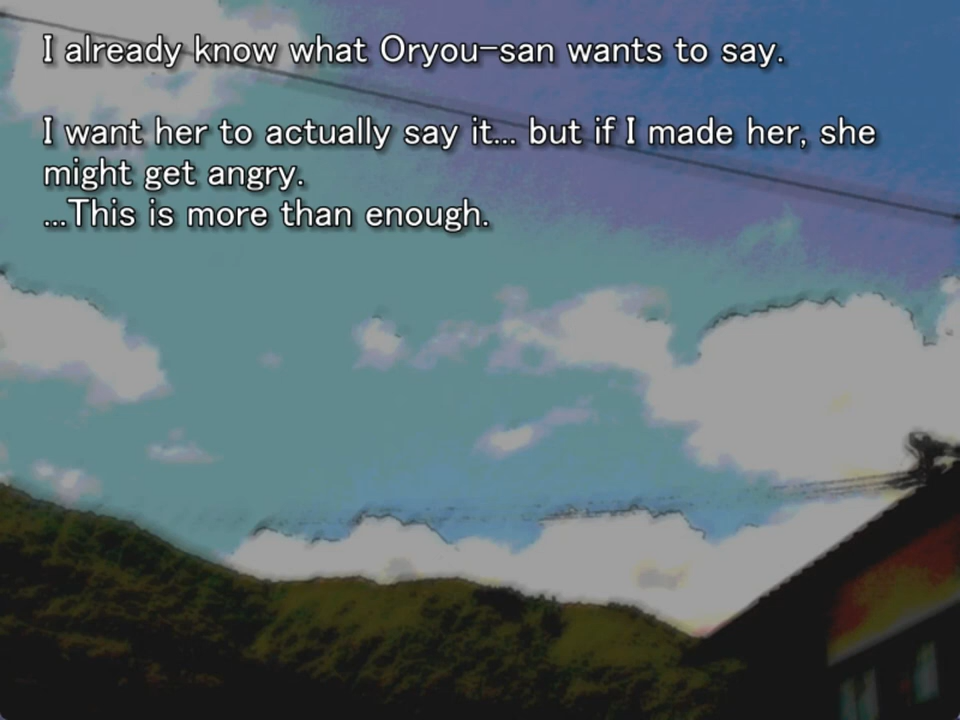 I already know what Oryou-san wants to say.
I want her to actually say it... but if I made her, she
might get angry.
...This is more than enough.